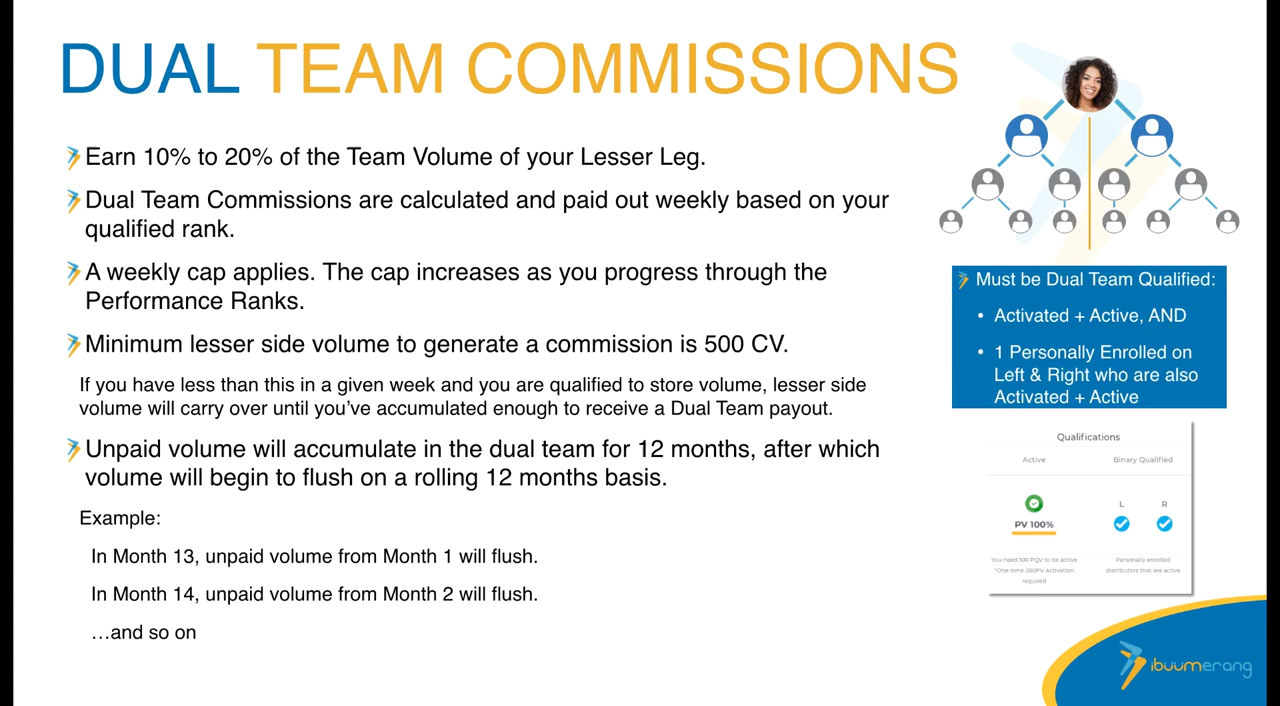 DUAL TEAM COMMISSIONS
Earn 10% to 20% of the Team Volume of your Lesser Leg.
Dual Team Commissions are calculated and paid out weekly based on your
qualified rank.
A weekly cap applies. The cap increases as you progress through the
Performance Ranks.
Minimum lesser side volume to generate a commission is 500 CV.
If you have less than this in a given week and you are qualified to store volume, lesser side
volume will carry over until you’ve accumulated enough to receive a Dual Team payout.
Unpaid volume will accumulate in the dual team for 12 months, after which
volume will begin to flush on a rolling 12 months basis.
Example:
In Month 13, unpaid volume from Month 1 will flush.
In Month 14, unpaid volume from Month 2 will flush.
…and so on
Must be Dual Team Qualified:
• Activated + Active, AND
• 1 Personally Enrolled on
Left & Right who are also
Activated + Active
Qualifications
Active
Binary Qualified
L R
PV 100%
You need 100 PQV to be active
*One-time 200PV Activation
required
Personally enrolled
distributors that are active
ibuumerang